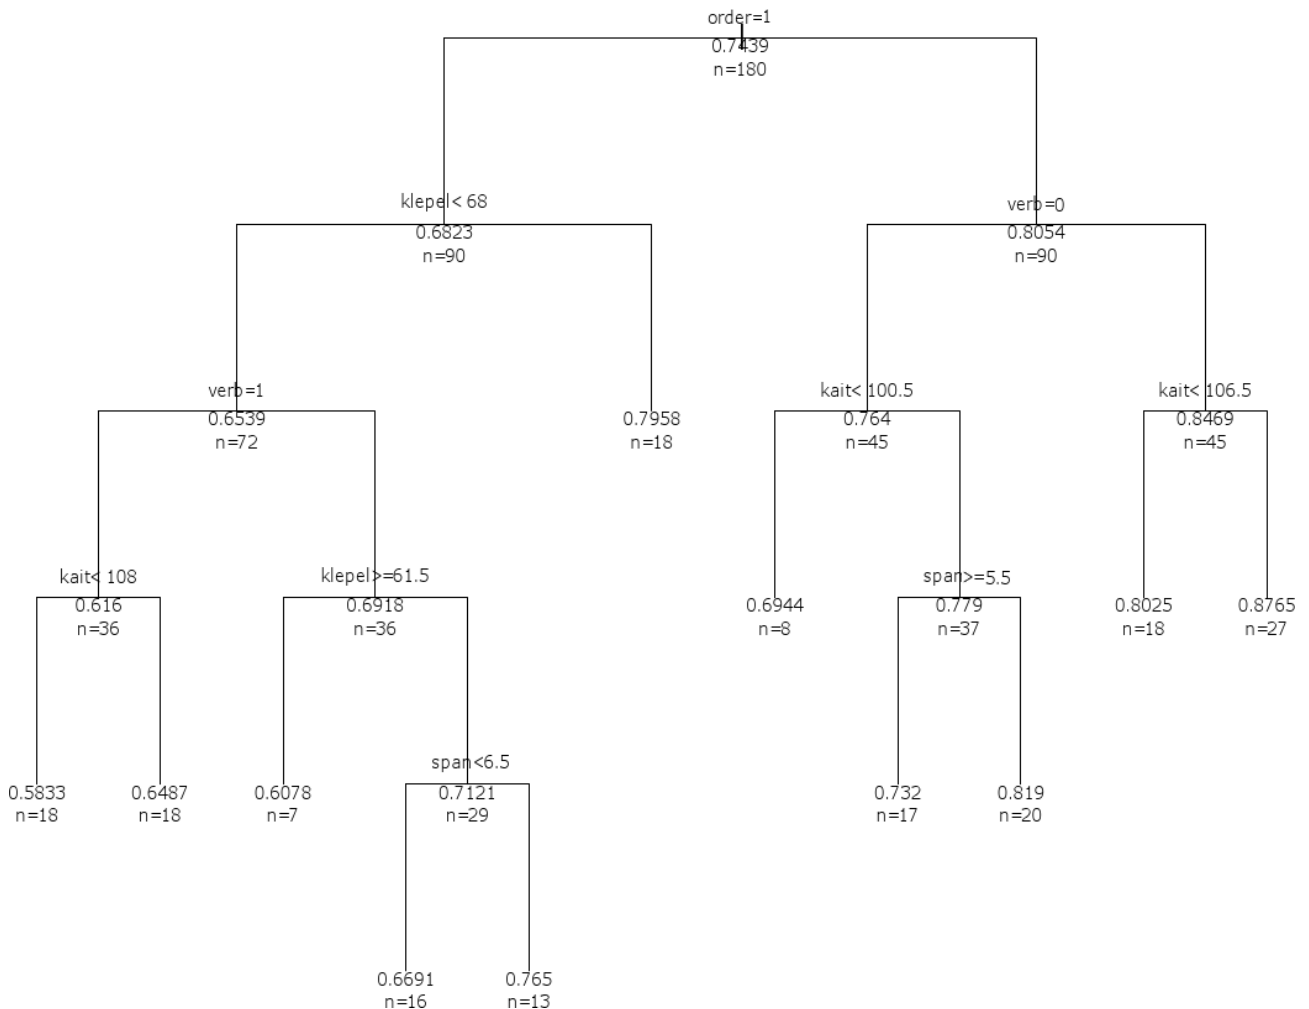 order=1
0.7439
n=180
klepel< 68
0.6823
n=90
verb=0
0.8054
n=90
verb=1
0.6539
n=72
0.7958
n=18
kait< 100.5
0.764
n=45
kait< 106.5
0.8469
n=45
kait< 108
0.616
n=36
klepel>=61.5
0.6918
n=36
0.6944
n=8
span>=5.5
0.779
n=37
0.8025
n=18
0.8765
n=27
0.5833
n=18
0.6487
n=18
0.6078
n=7
span<6.5
0.7121
n=29
0.732
n=17
0.819
n=20
0.6691
n=16
0.765
n=13